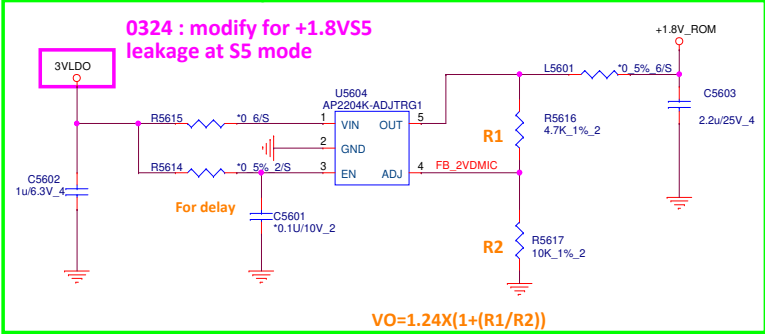 0324 : modify for +1.8VS5
leakage at S5 mode
+1.8V_ROM
3VLDO
L5601 *0_5%_6/S
U5604
AP2204K-ADJTRG1
C5603
2.2u/25V_4
R5615 *0_6/S
1 VIN OUT 5
R1
R5616
4.7K_1%_2
2 GND
R5614 *0_5%_2/S
3 EN ADJ 4
FB_2VDMIC
C5602
1u/6.3V_4
For delay
C5601
*0.1U/10V_2
R2
R5617
10K_1%_2
VO=1.24X(1+(R1/R2))